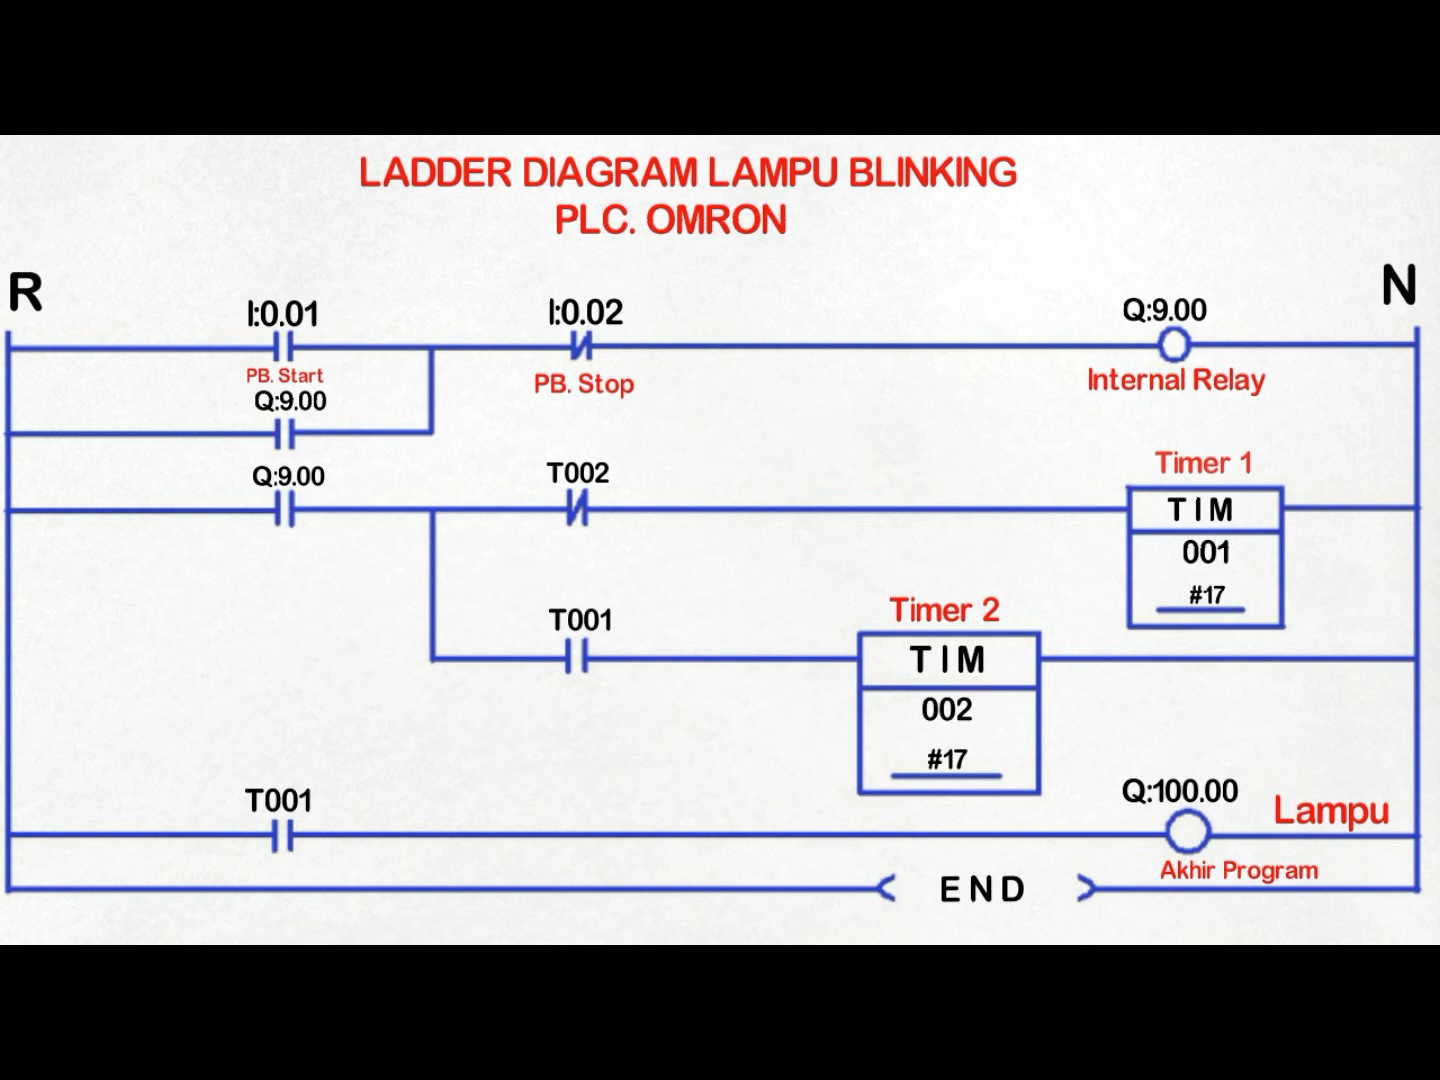 LADDER DIAGRAM LAMPU BLINKING
PLC. OMRON
R
N
I:0.01
I:0.02
Q:9.00
PB. Start
PB. Stop
Internal Relay
Q:9.00
Q:9.00
T002
Timer 1
TIM
001
#17
T001
Timer 2
TIM
002
#17
T001
Q:100.00
Lampu
Akhir Program
END